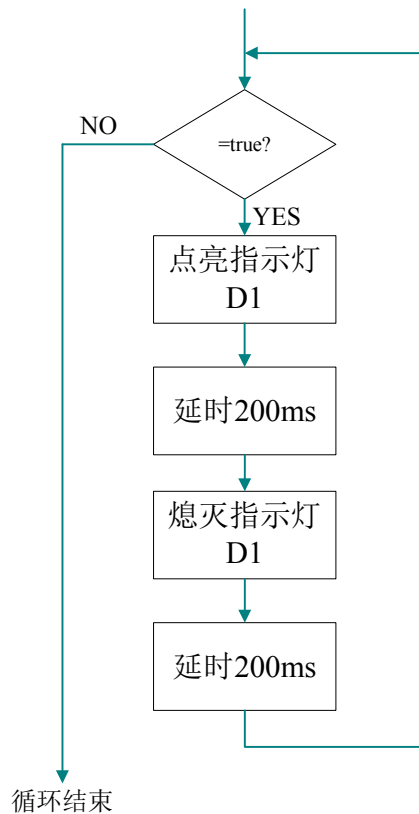 NO
=true?
YES
点亮指示灯
D1
延时200ms
熄灭指示灯
D1
延时200ms
循环结束